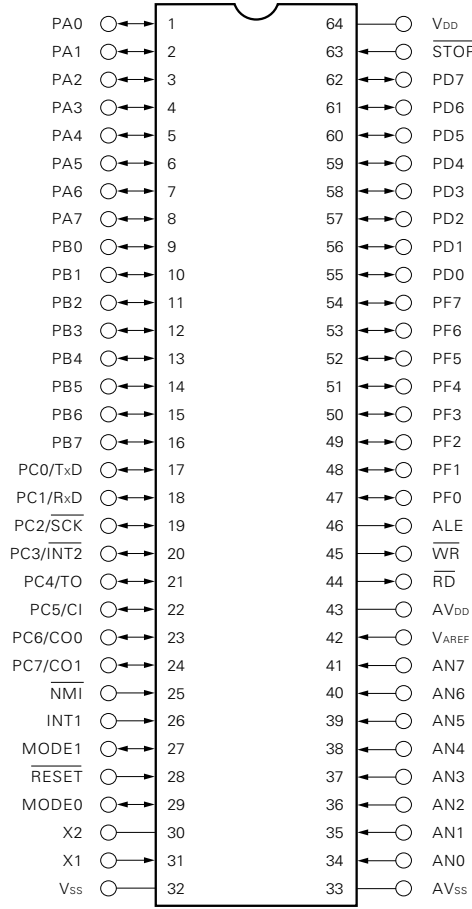 PA0 1 64 VDD
PA1 2 63 STOP
PA2 3 62 PD7
PA3 4 61 PD6
PA4 5 60 PD5
PA5 6 59 PD4
PA6 7 58 PD3
PA7 8 57 PD2
PB0 9 56 PD1
PB1 10 55 PD0
PB2 11 54 PF7
PB3 12 53 PF6
PB4 13 52 PF5
PB5 14 51 PF4
PB6 15 50 PF3
PB7 16 49 PF2
PC0/TxD 17 48 PF1
PC1/RxD 18 47 PF0
PC2/SCK 19 46 ALE
PC3/INT2 20 45 WR
PC4/TO 21 44 RD
PC5/CI 22 43 AVDD
PC6/CO0 23 42 VAREF
PC7/CO1 24 41 AN7
NMI 25 40 AN6
INT1 26 39 AN5
MODE1 27 38 AN4
RESET 28 37 AN3
MODE0 29 36 AN2
X2 30 35 AN1
X1 31 34 AN0
Vss 32 33 AVss